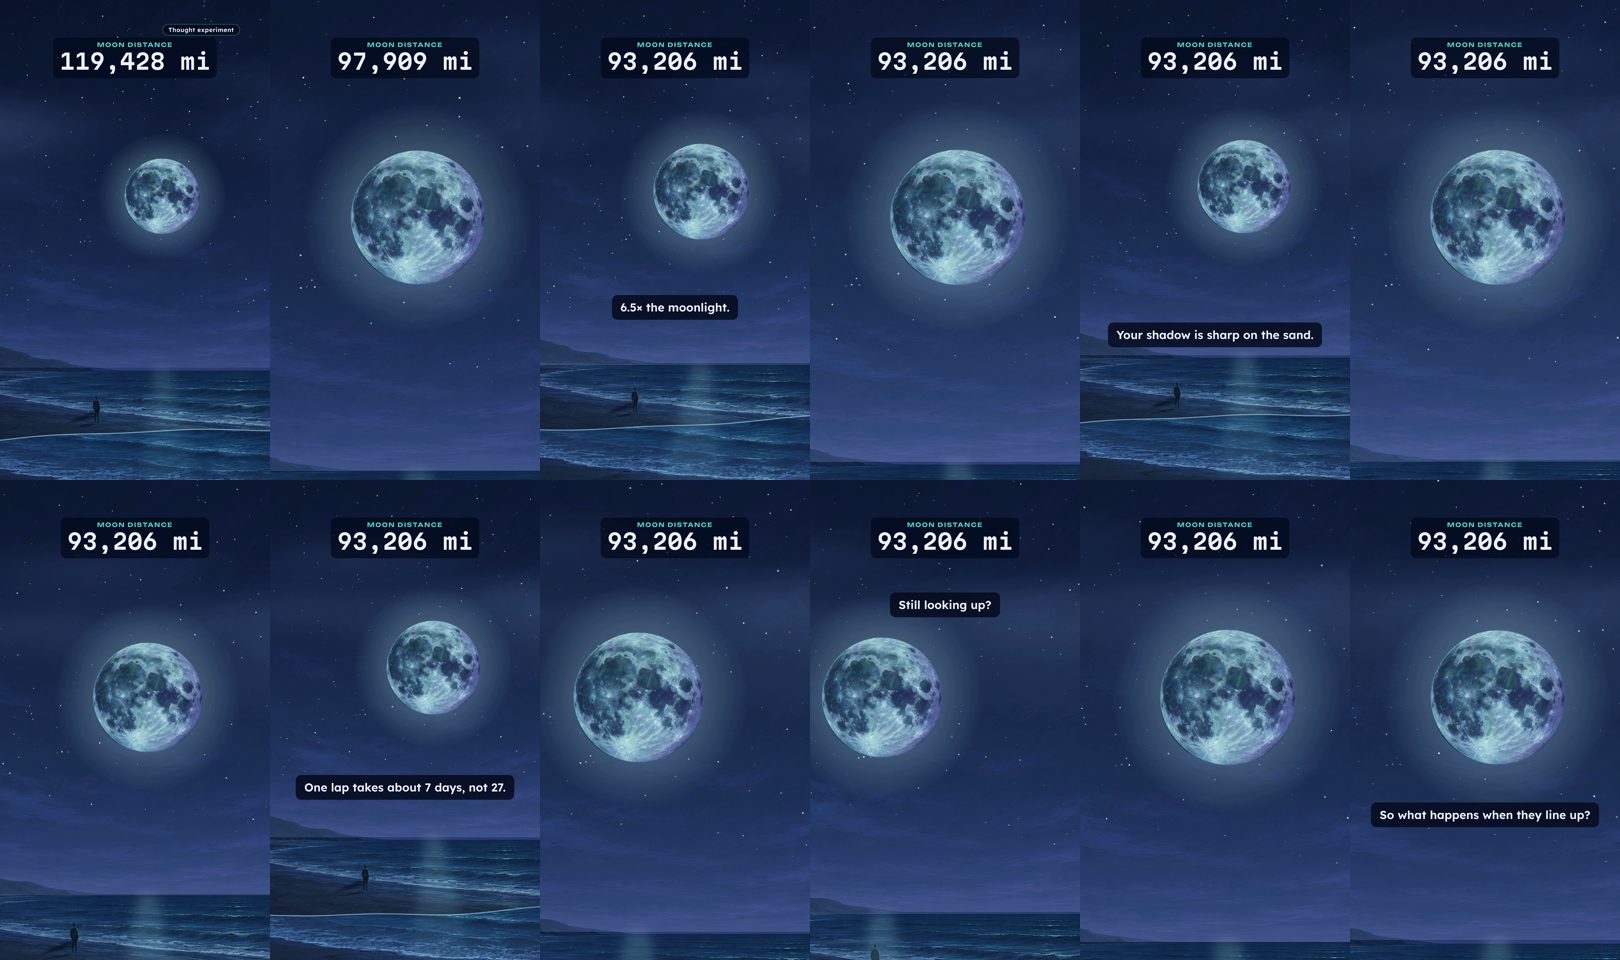 Thought experiment
MOON DISTANCE
119,428 mi
MOON DISTANCE
97,909 mi
MOON DISTANCE
93,206 mi
6.5× the moonlight.
MOON DISTANCE
93,206 mi
MOON DISTANCE
93,206 mi
Your shadow is sharp on the sand.
MOON DISTANCE
93,206 mi
MOON DISTANCE
93,206 mi
MOON DISTANCE
93,206 mi
One lap takes about 7 days, not 27.
MOON DISTANCE
93,206 mi
MOON DISTANCE
93,206 mi
Still looking up?
MOON DISTANCE
93,206 mi
MOON DISTANCE
93,206 mi
So what happens when they line up?